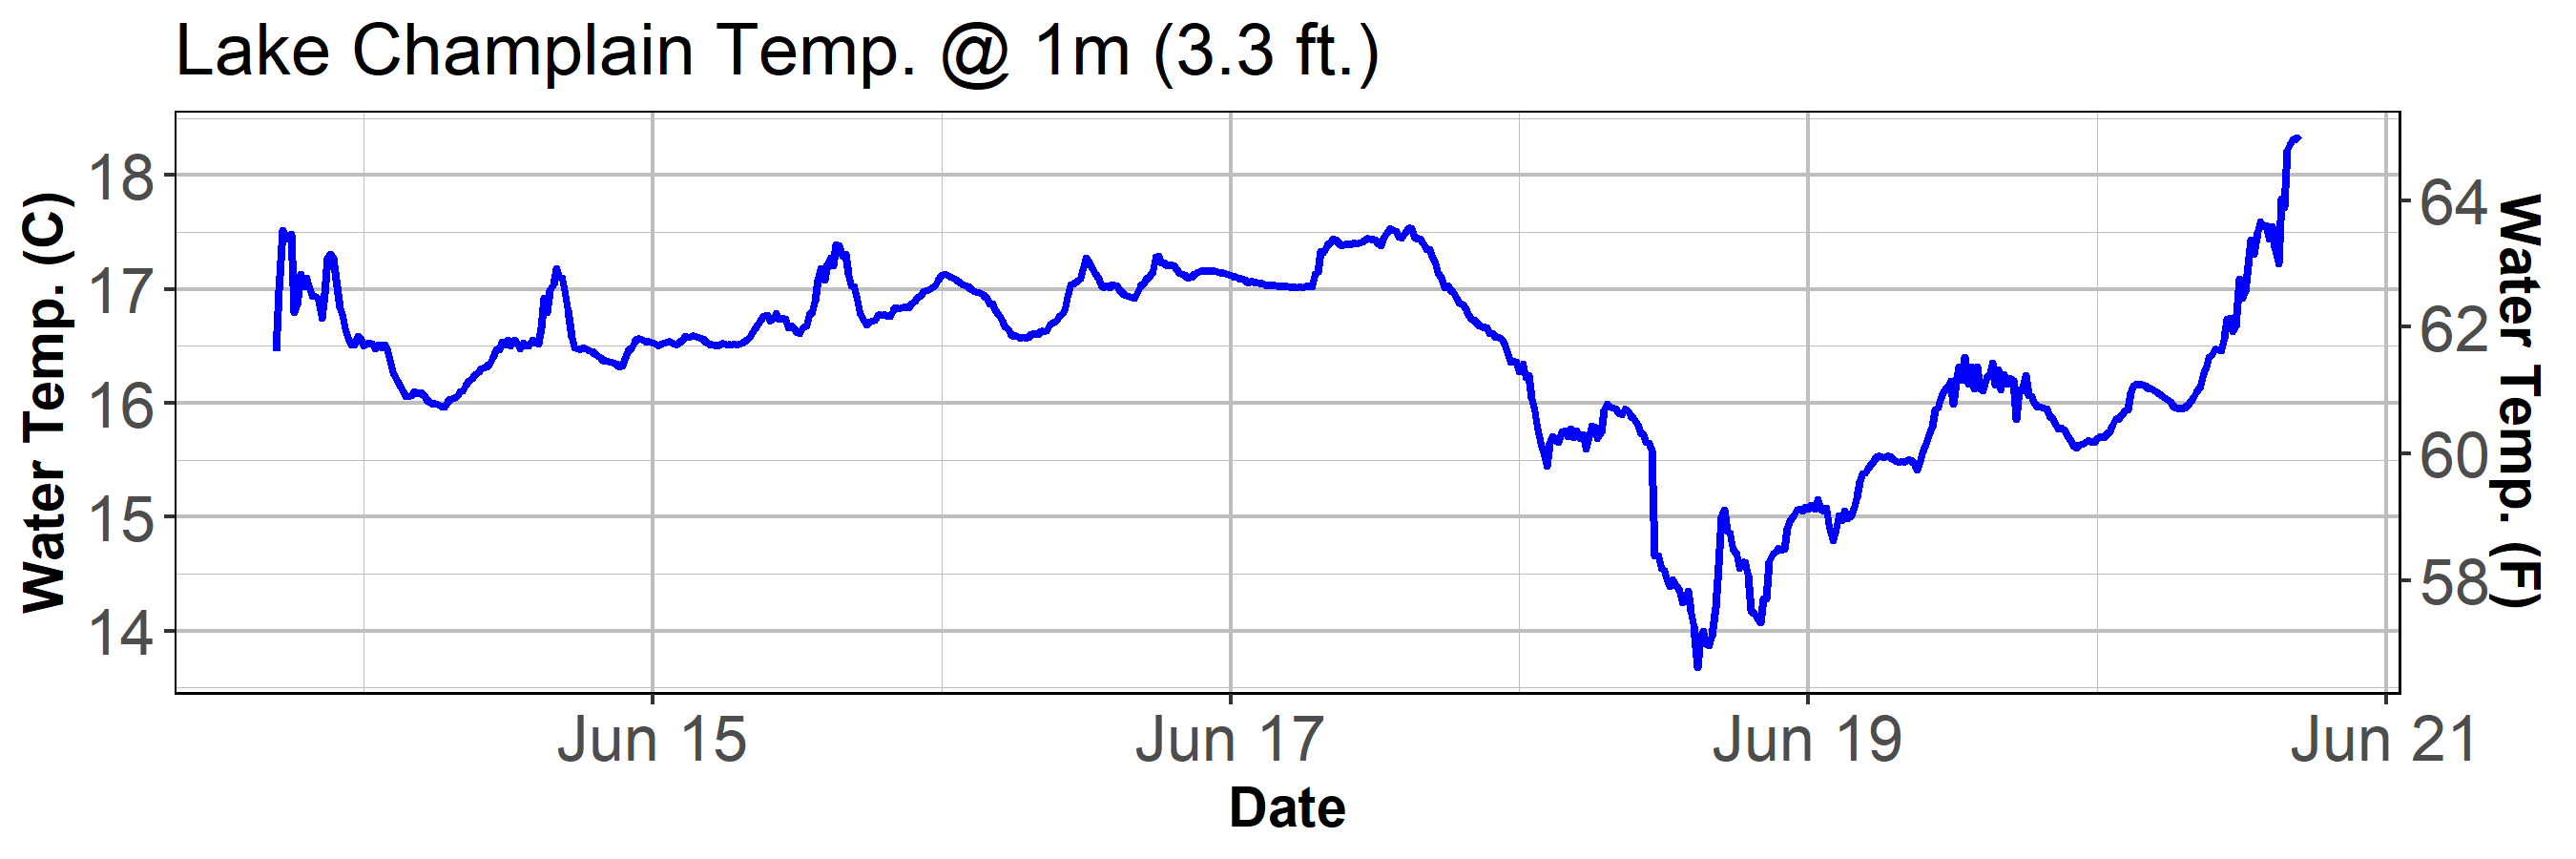 Lake Champlain Temp. @ 1m (3.3 ft.)
Water Temp. (C)
18
17
16
15
14
64
62
60
58
Water Temp. (F)
Jun 15
Jun 17
Jun 19
Jun 21
Date